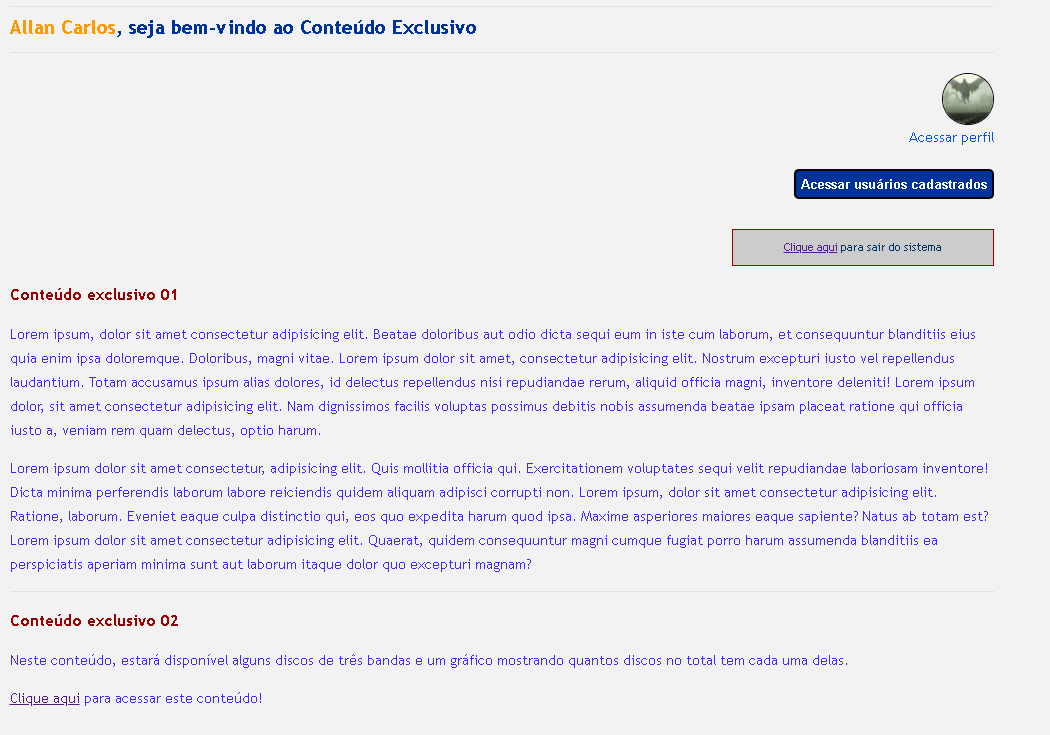 Allan Carlos, seja bem-vindo ao Conteúdo Exclusivo
Acessar perfil
Acessar usuários cadastrados
Clique aqui para sair do sistema
Conteúdo exclusivo 01
Lorem ipsum, dolor sit amet consectetur adipisicing elit. Beatae doloribus aut odio dicta sequi eum in iste cum laborum, et consequuntur blanditiis eius
quia enim ipsa doloremque. Doloribus, magni vitae. Lorem ipsum dolor sit amet, consectetur adipisicing elit. Nostrum excepturi iusto vel repellendus
laudantium. Totam accusamus ipsum alias dolores, id delectus repellendus nisi repudiandae rerum, aliquid officia magni, inventore deleniti! Lorem ipsum
dolor, sit amet consectetur adipisicing elit. Nam dignissimos facilis voluptas possimus debitis nobis assumenda beatae ipsam placeat ratione qui officia
iusto a, veniam rem quam delectus, optio harum.
Lorem ipsum dolor sit amet consectetur, adipisicing elit. Quis mollitia officia qui. Exercitationem voluptates sequi velit repudiandae laboriosam inventore!
Dicta minima perferendis laborum labore reiciendis quidem aliquam adipisci corrupti non. Lorem ipsum, dolor sit amet consectetur adipisicing elit.
Ratione, laborum. Eveniet eaque culpa distinctio qui, eos quo expedita harum quod ipsa. Maxime asperiores maiores eaque sapiente? Natus ab totam est?
Lorem ipsum dolor sit amet consectetur adipisicing elit. Quaerat, quidem consequuntur magni cumque fugiat porro harum assumenda blanditiis ea
perspiciatis aperiam minima sunt aut laborum itaque dolor quo excepturi magnam?
Conteúdo exclusivo 02
Neste conteúdo, estará disponível alguns discos de três bandas e um gráfico mostrando quantos discos no total tem cada uma delas.
Clique aqui para acessar este conteúdo!